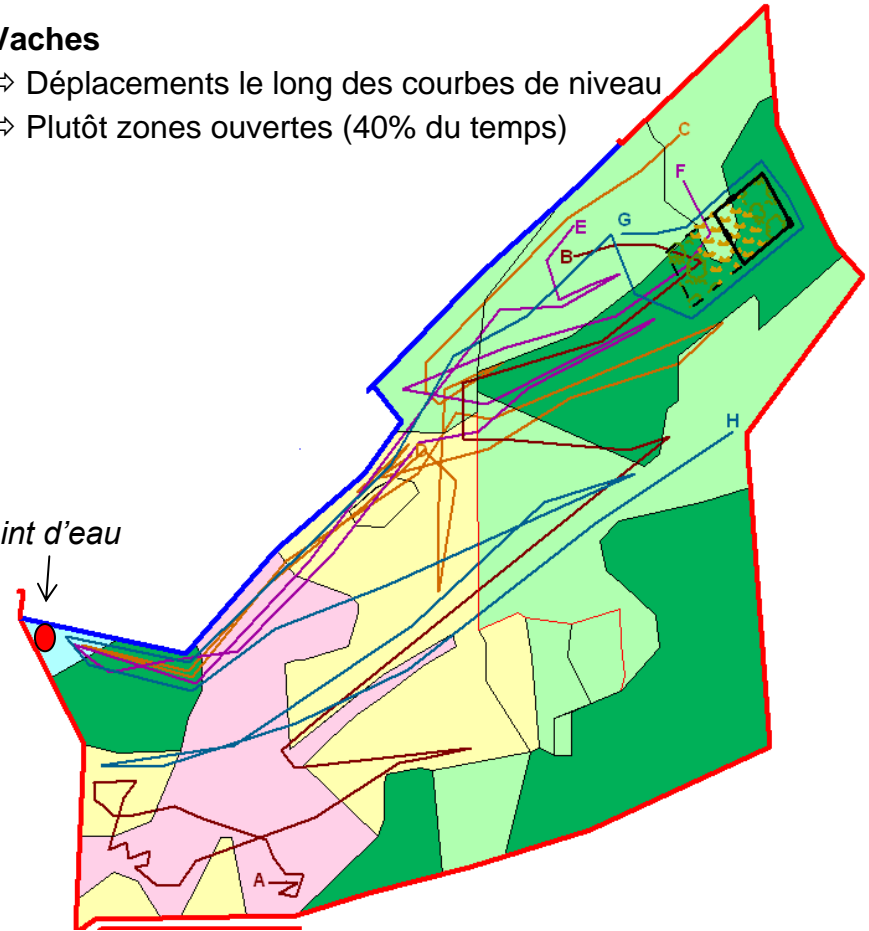 Vaches
⇨ Déplacements le long des courbes de niveau
⇨ Plutôt zones ouvertes (40% du temps)
C
F
G
E
B
H
int d'eau
A